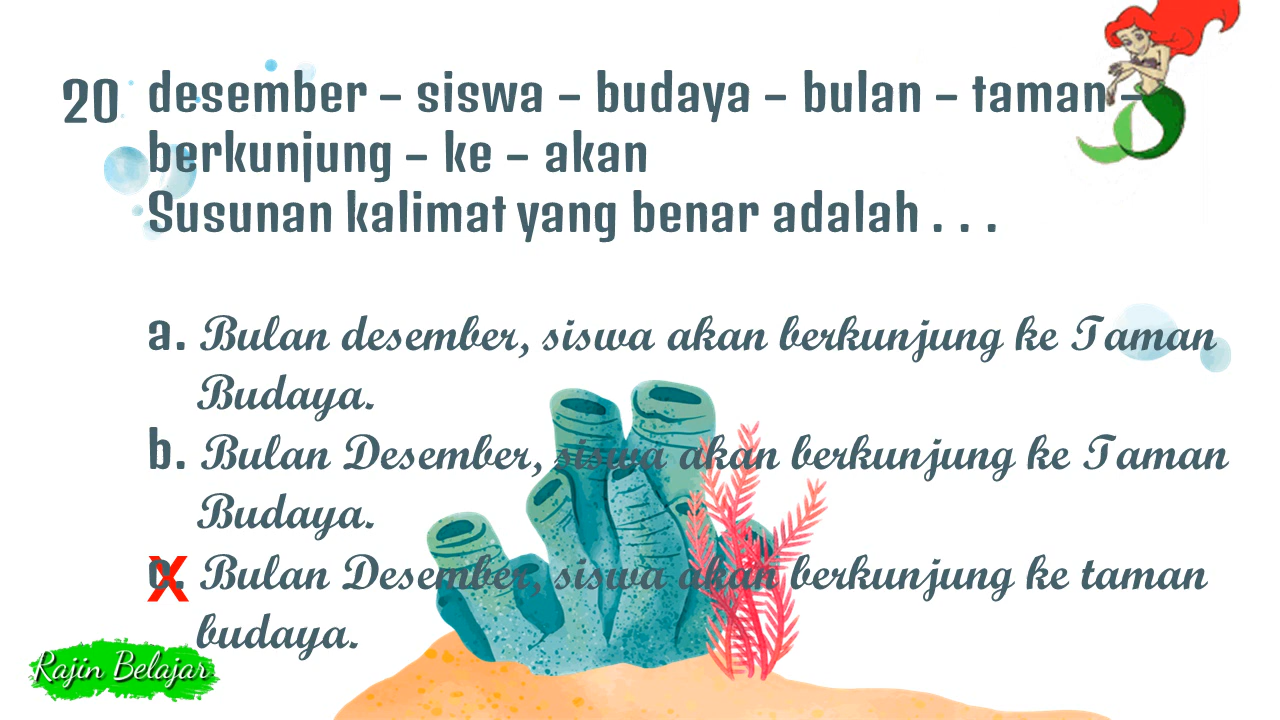 20 desember – siswa – budaya – bulan – taman –
berkunjung – ke – akan
Susunan kalimat yang benar adalah . . .
a. Bulan desember, siswa akan berkunjung ke Taman
Budaya.
b. Bulan Desember, siswa akan berkunjung ke Taman
Budaya.
X Bulan Desember, siswa akan berkunjung ke taman
budaya.
Rajin Belajar